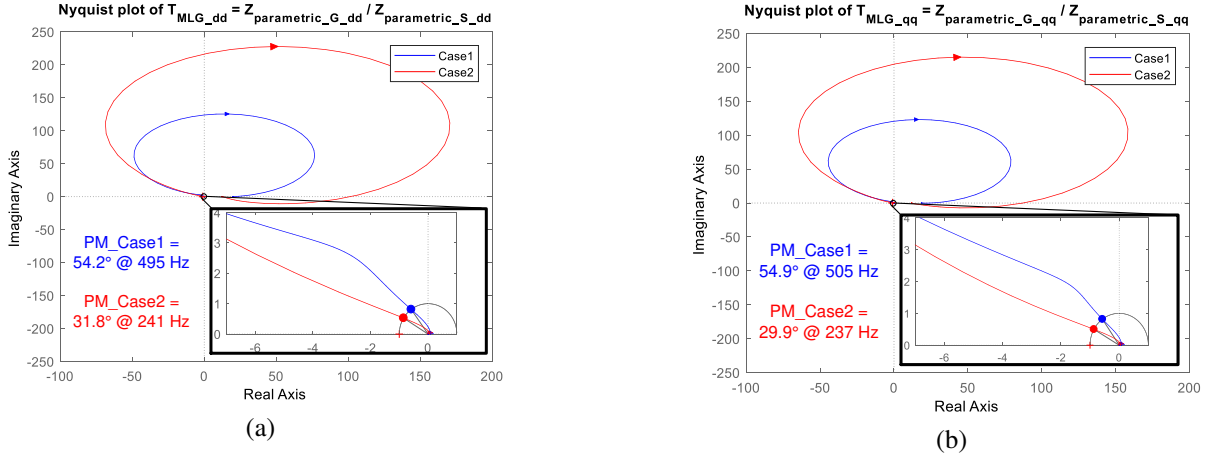 Nyquist plot of T_MLG_dd = Z_parametric_G_dd / Z_parametric_S_dd
250
200
150
100
50
0
-50
-100
-150
-200
-250
Imaginary Axis
Case1
Case2
PM_Case1 =
54.2° @ 495 Hz
PM_Case2 =
31.8° @ 241 Hz
4
3
2
1
0
-6 -4 -2 0
-100 -50 0 50 100 150 200
Real Axis
(a)
Nyquist plot of T_MLG_qq = Z_parametric_G_qq / Z_parametric_S_qq
250
200
150
100
50
0
-50
-100
-150
-200
-250
Imaginary Axis
Case1
Case2
PM_Case1 =
54.9° @ 505 Hz
PM_Case2 =
29.9° @ 237 Hz
4
3
2
1
0
-6 -4 -2 0
-100 -50 0 50 100 150 200
Real Axis
(b)